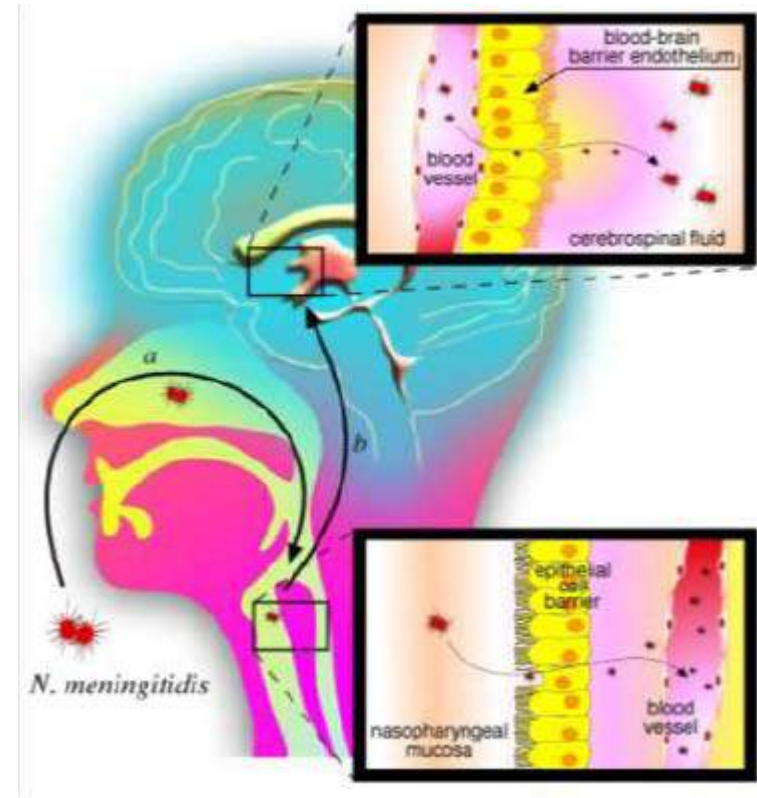 blood-brain
barrier endothelium
blood
vessel
cerebrospinal fluid
a
b
N. meningitidis
epithelial
cell
barrier
blood
vessel
nasopharyngeal
mucosa